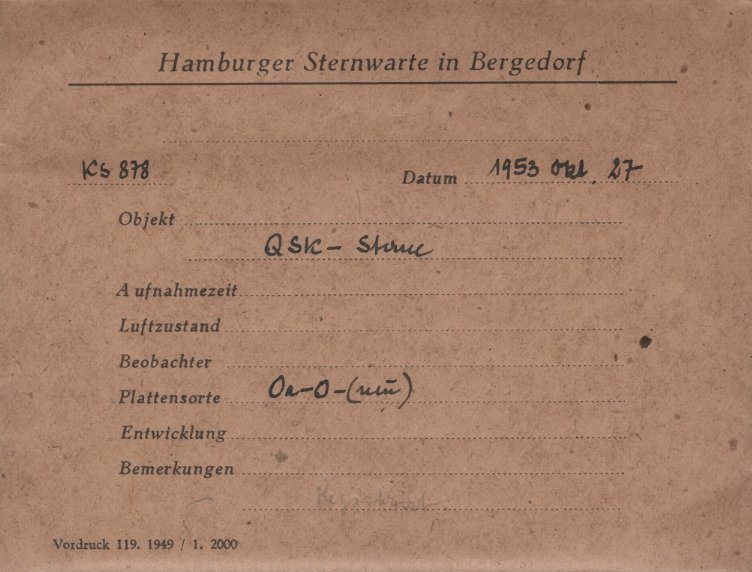 Hamburger Sternwarte in Bergedorf
KS 878 Datum 1953 Okt. 27
Objekt
QSK- Sterne
Aufnahmezeit
Luftzustand
Beobachter
Plattensorte Oa-O-(neu)
Entwicklung
Bemerkungen
Registriert.
Vordruck 119. 1949 / 1. 2000